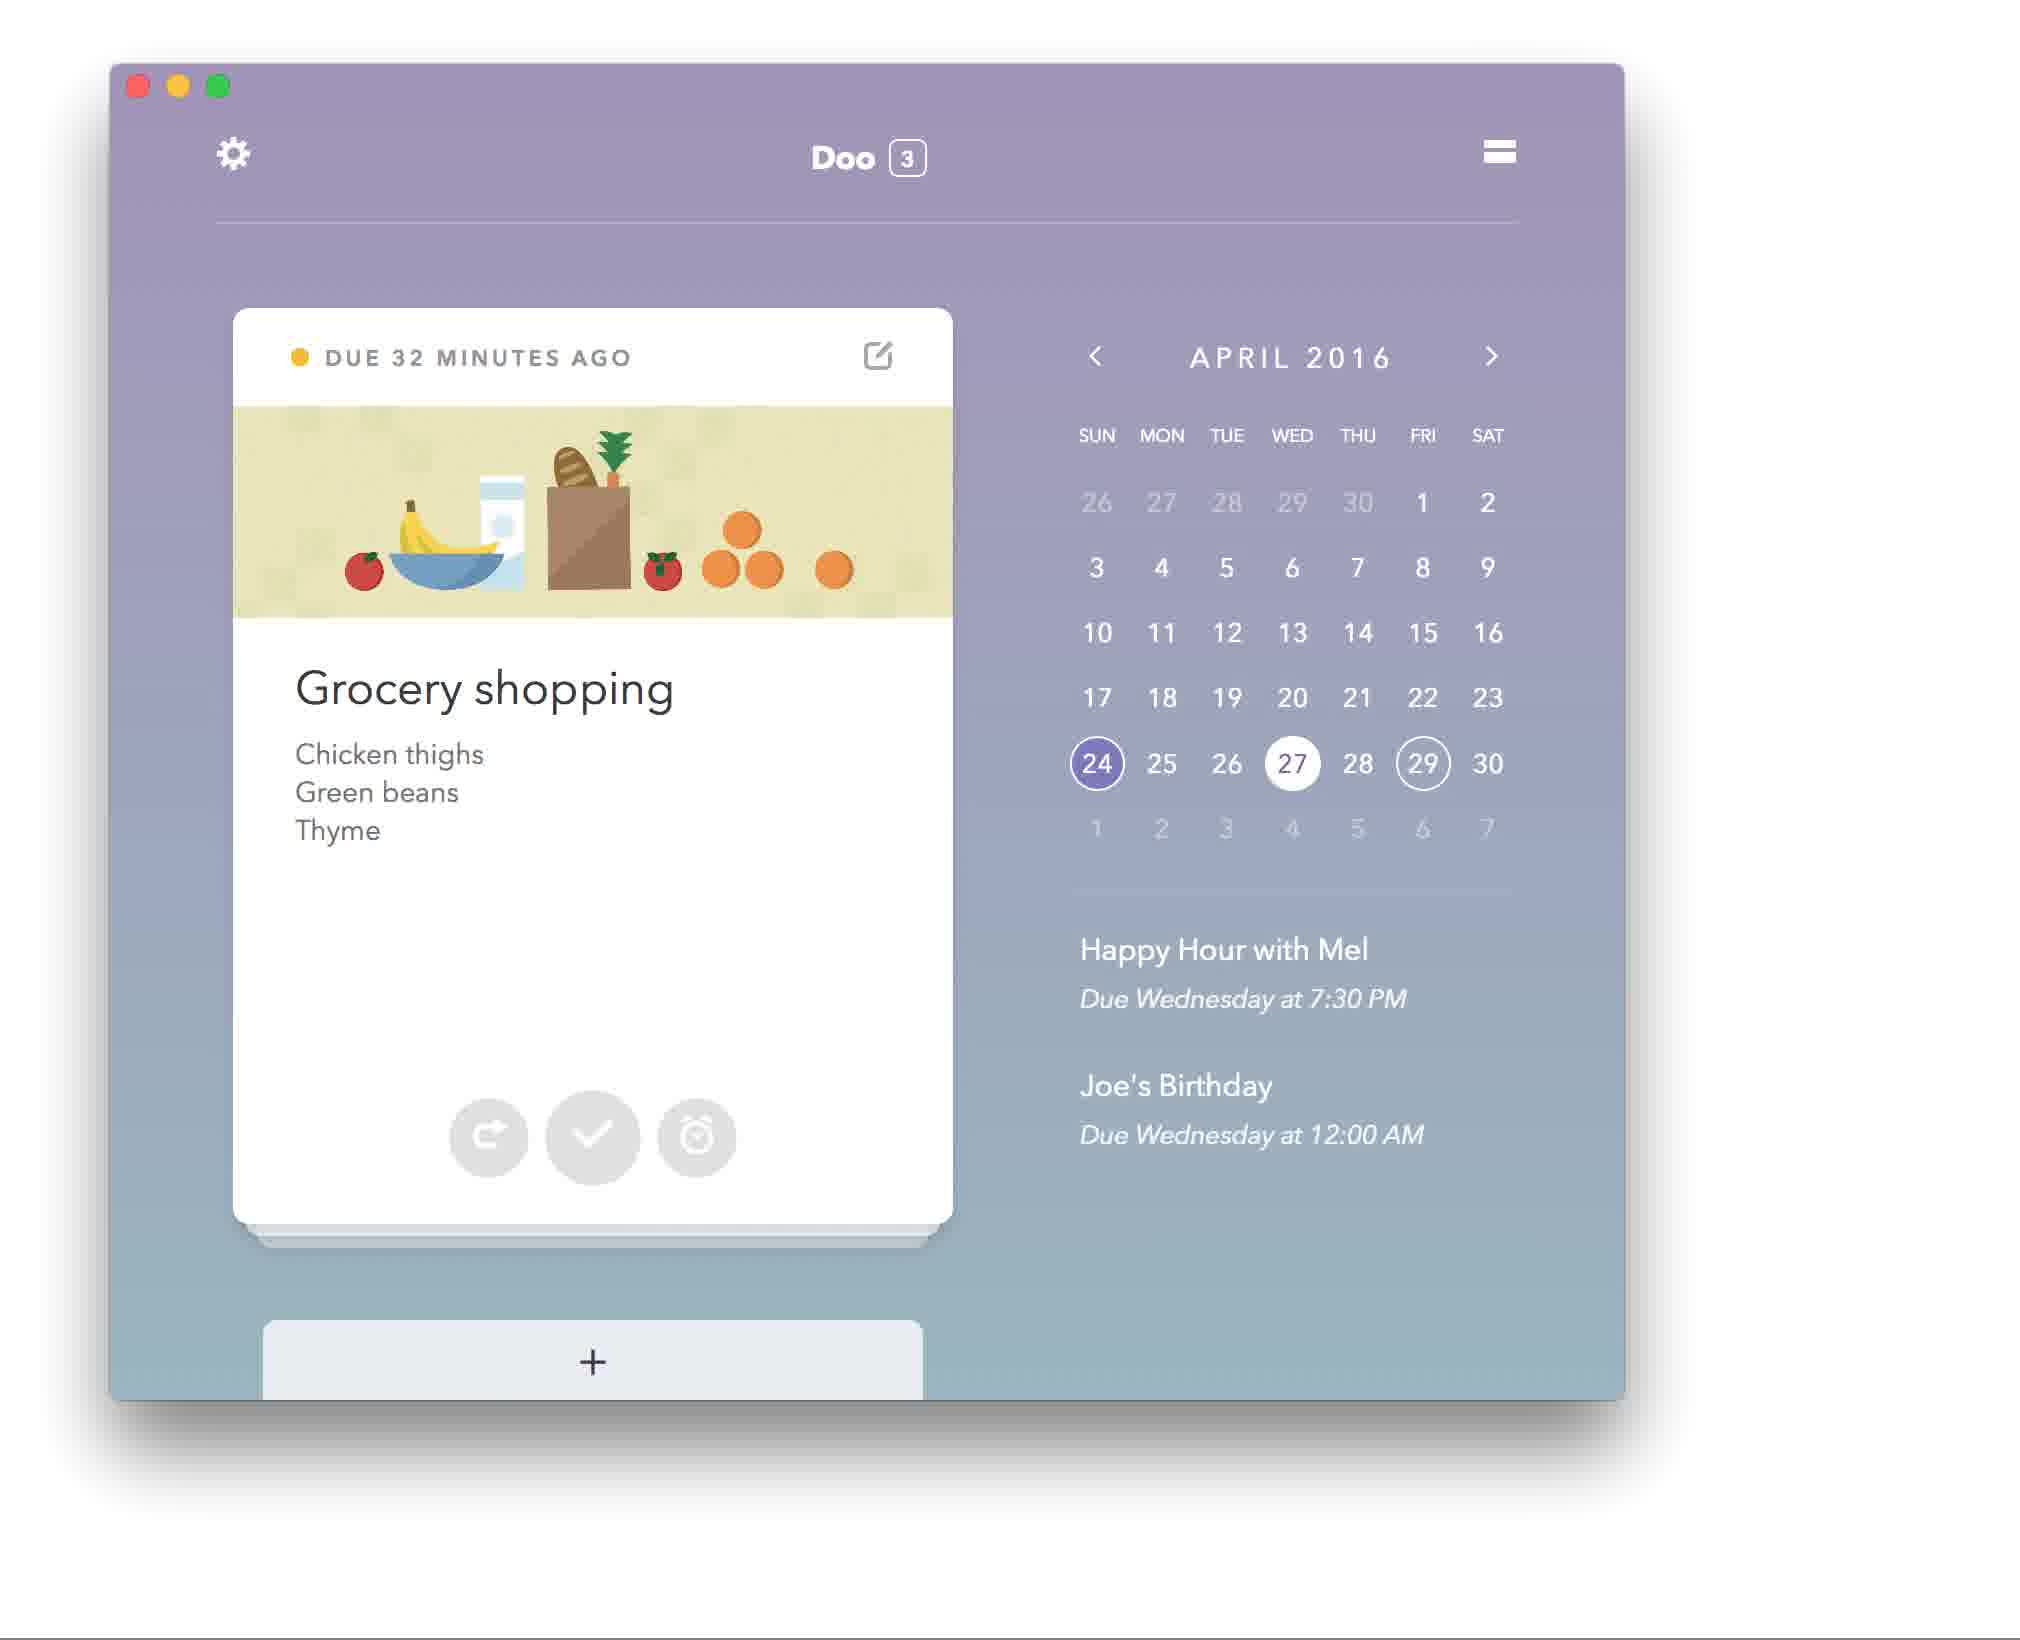 Doo 3
DUE 32 MINUTES AGO
Grocery shopping
Chicken thighs
Green beans
Thyme
+
APRIL 2016
SUN MON TUE WED THU FRI SAT
26 27 28 29 30 1 2
3 4 5 6 7 8 9
10 11 12 13 14 15 16
17 18 19 20 21 22 23
24 25 26 27 28 29 30
1 2 3 4 5 6 7
Happy Hour with Mel
Due Wednesday at 7:30 PM
Joe's Birthday
Due Wednesday at 12:00 AM